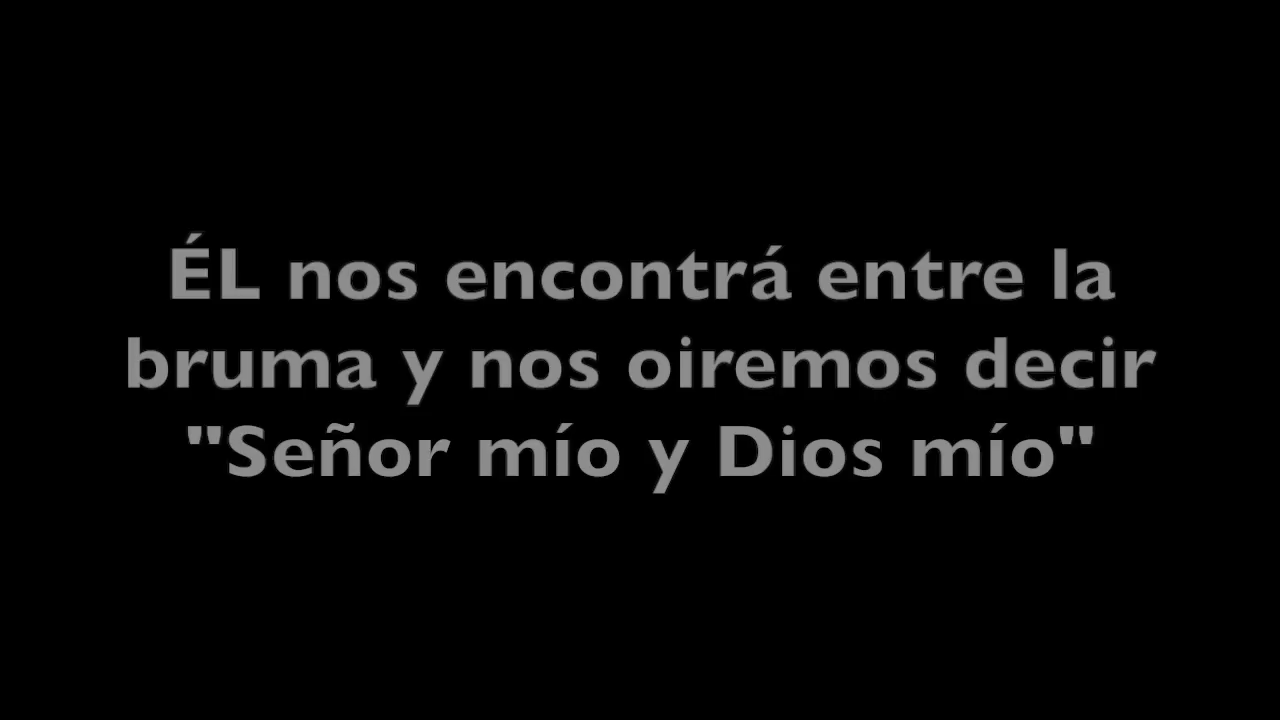 ÉL nos encontrá entre la
bruma y nos oiremos decir
"Señor mío y Dios mío"